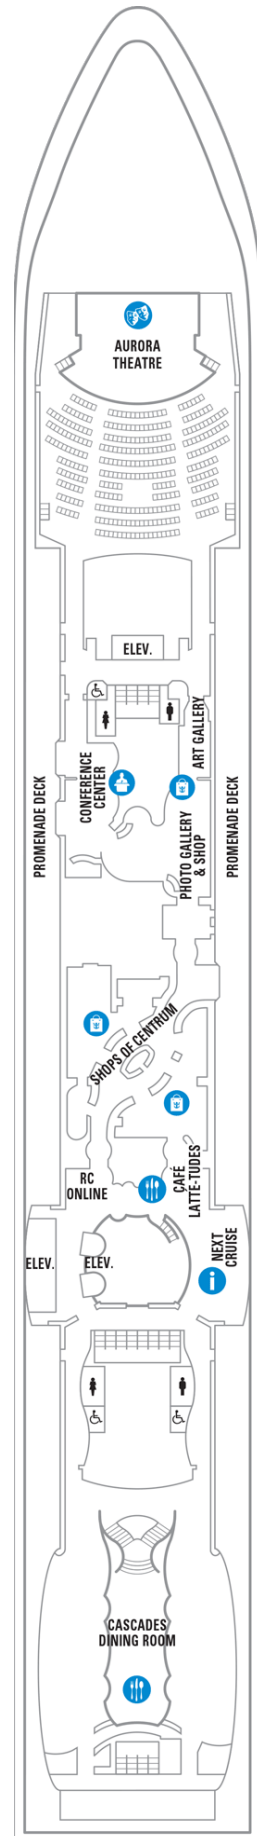 AURORA
THEATRE
ELEV.
ART GALLERY
CONFERENCE
CENTER
PROMENADE DECK
PHOTO GALLERY
& SHOP
PROMENADE DECK
SHOPS OF CENTRUM
RC
ONLINE
CAFÉ
LATTE-TUDES
NEXT
CRUISE
ELEV.
ELEV.
CASCADES
DINING ROOM